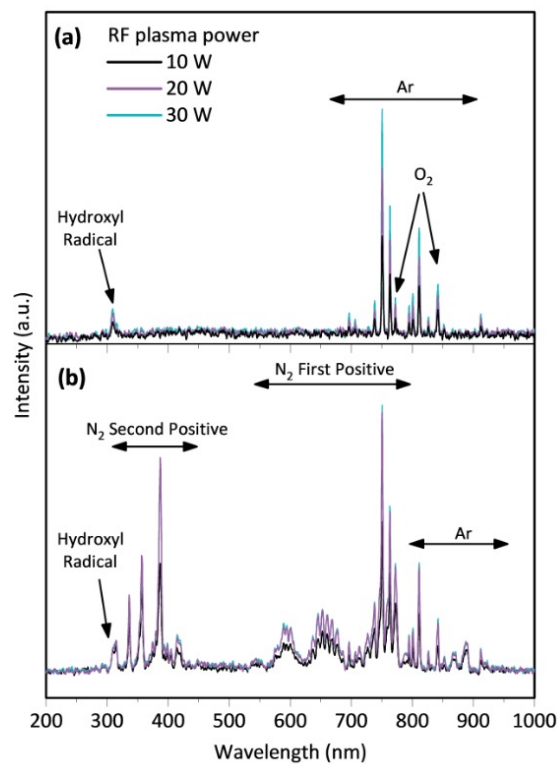 (a)
RF plasma power
10 W
20 W
30 W
Ar
O₂
Hydroxyl
Radical
Intensity (a.u.)
(b)
N₂ First Positive
N₂ Second Positive
Ar
Hydroxyl
Radical
200 300 400 500 600 700 800 900 1000
Wavelength (nm)